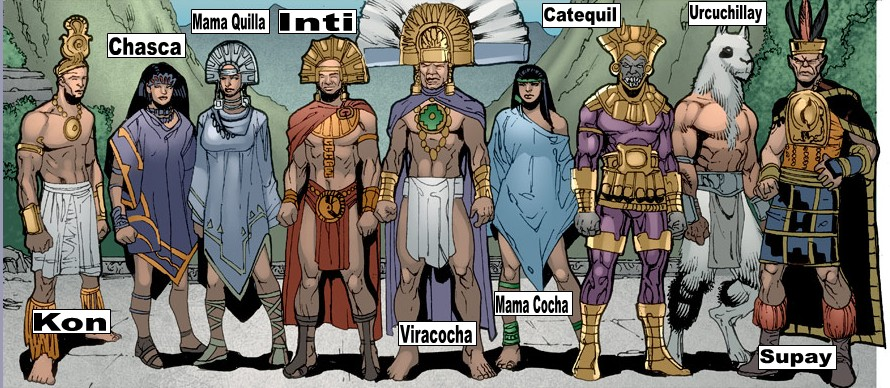 Kon
Chasca
Mama Quilla
Inti
Viracocha
Mama Cocha
Catequil
Urcuchillay
Supay